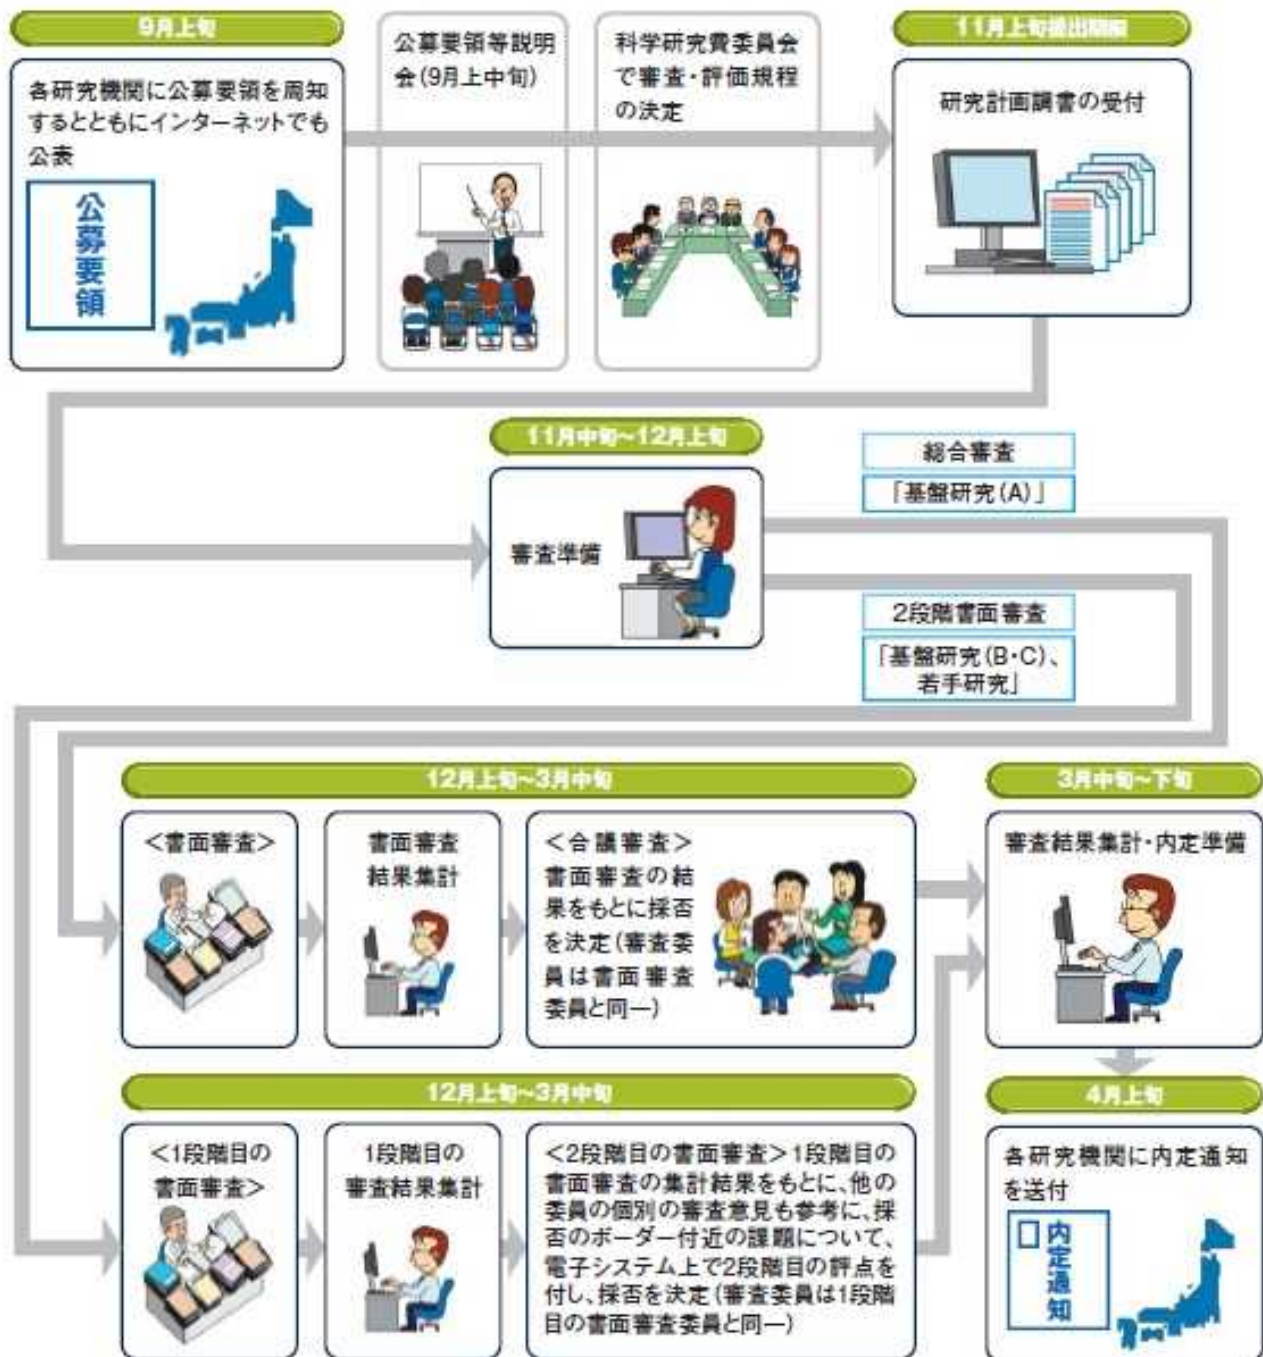 9月上旬
各研究機関に公募要領を周知
するとともにインターネットでも
公表
公募要領
公募要領等説明
会(9月上中旬)
科学研究費委員会
で審査・評価規程
の決定
11月上旬提出期限
研究計画調書の受付
11月中旬～12月上旬
審査準備
総合審査
「基盤研究(A)」
2段階書面審査
「基盤研究(B・C)、
若手研究」
12月上旬～3月中旬
＜書面審査＞
書面審査
結果集計
＜合議審査＞
書面審査の結
果をもとに採否
を決定(審査委
員は書面審査
委員と同一)
3月中旬～下旬
審査結果集計・内定準備
12月上旬～3月中旬
＜1段階目の
書面審査＞
1段階目の
審査結果集計
＜2段階目の書面審査＞1段階目の
書面審査の集計結果をもとに、他の
委員の個別の審査意見も参考に、採
否のボーダー付近の課題について、
電子システム上で2段階目の評点を
付し、採否を決定(審査委員は1段階
目の書面審査委員と同一)
4月上旬
各研究機関に内定通知
を送付
内定通知